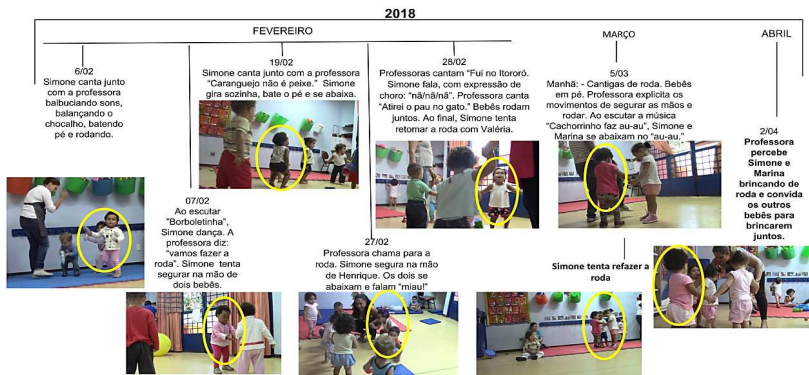 2018
FEVEREIRO
MARÇO
ABRIL
6/02
Simone canta junto
com a professora
balbuciando sons,
balançando o
chocalho, batendo
pé e rodando.
07/02
Ao escutar
"Borboletinha",
Simone dança. A
professora diz:
"vamos fazer a
roda". Simone tenta
segurar na mão de
dois bebês.
19/02
Simone canta junto com a professora
"Caranguejo não é peixe." Simone
gira sozinha, bate o pé e se abaixa.
27/02
Professora chama para a
roda. Simone segura na mão
de Henrique. Os dois se
abaixam e falam "miau!"
28/02
Professoras cantam "Fui no Itororó.
Simone fala, com expressão de
choro: "nã/nã/nã". Professora canta
"Atirei o pau no gato." Bebês rodam
juntos. Ao final, Simone tenta
retomar a roda com Valéria.
5/03
Manhã: - Cantigas de roda. Bebês
em pé. Professora explicita os
movimentos de segurar as mãos e
rodar. Ao escutar a música
"Cachorrinho faz au-au", Simone e
Marina se abaixam no "au-au."
Simone tenta refazer a
roda
2/04
Professora
percebe
Simone e
Marina
brincando de
roda e convida
os outros
bebês para
brincarem
juntos.